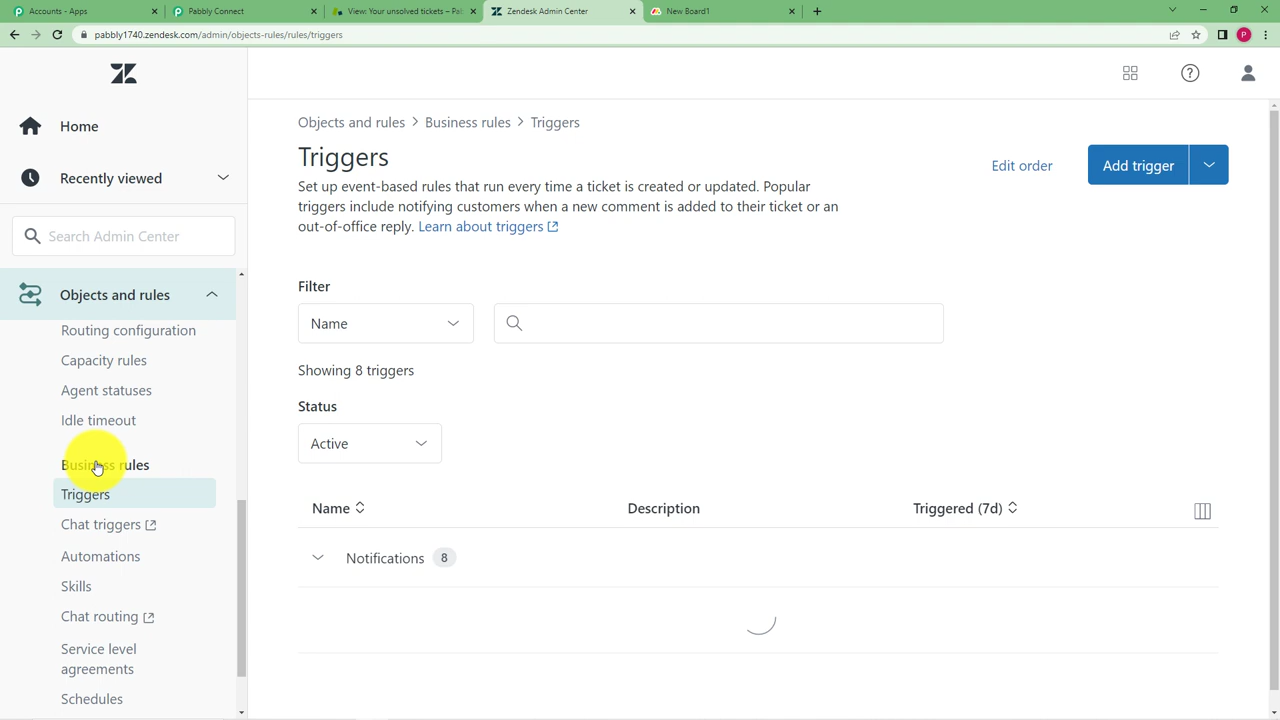 Accounts - Apps
Pabbly Connect
View: Your unsolved tickets – Pab
Zendesk Admin Center
New Board1
pabbly1740.zendesk.com/admin/objects-rules/rules/triggers
P
Home
Recently viewed
Search Admin Center
Objects and rules
Routing configuration
Capacity rules
Agent statuses
Idle timeout
Business rules
Triggers
Chat triggers
Automations
Skills
Chat routing
Service level
agreements
Schedules
Objects and rules > Business rules > Triggers
Triggers
Edit order
Add trigger
Set up event-based rules that run every time a ticket is created or updated. Popular
triggers include notifying customers when a new comment is added to their ticket or an
out-of-office reply. Learn about triggers
Filter
Name
Showing 8 triggers
Status
Active
Name Description Triggered (7d)
Notifications 8